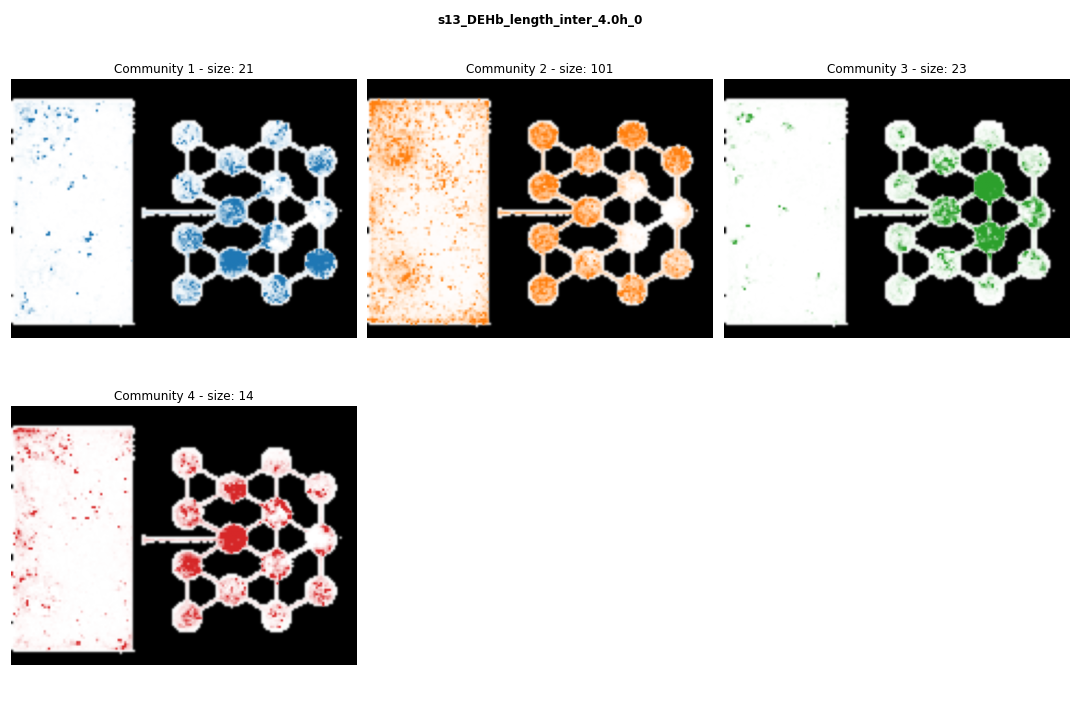 s13_DEHb_length_inter_4.0h_0
Community 1 - size: 21
Community 2 - size: 101
Community 3 - size: 23
Community 4 - size: 14